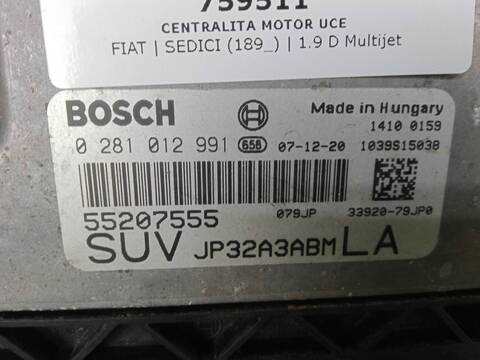 759511
CENTRALITA MOTOR UCE
FIAT | SEDICI (189_) | 1.9 D Multijet
BOSCH
Made in Hungary
1410 0159
0 281 012 991 656 07-12-20 1039S15038
55207555
079JP 33920-79JP0
SUV JP32A3ABM LA